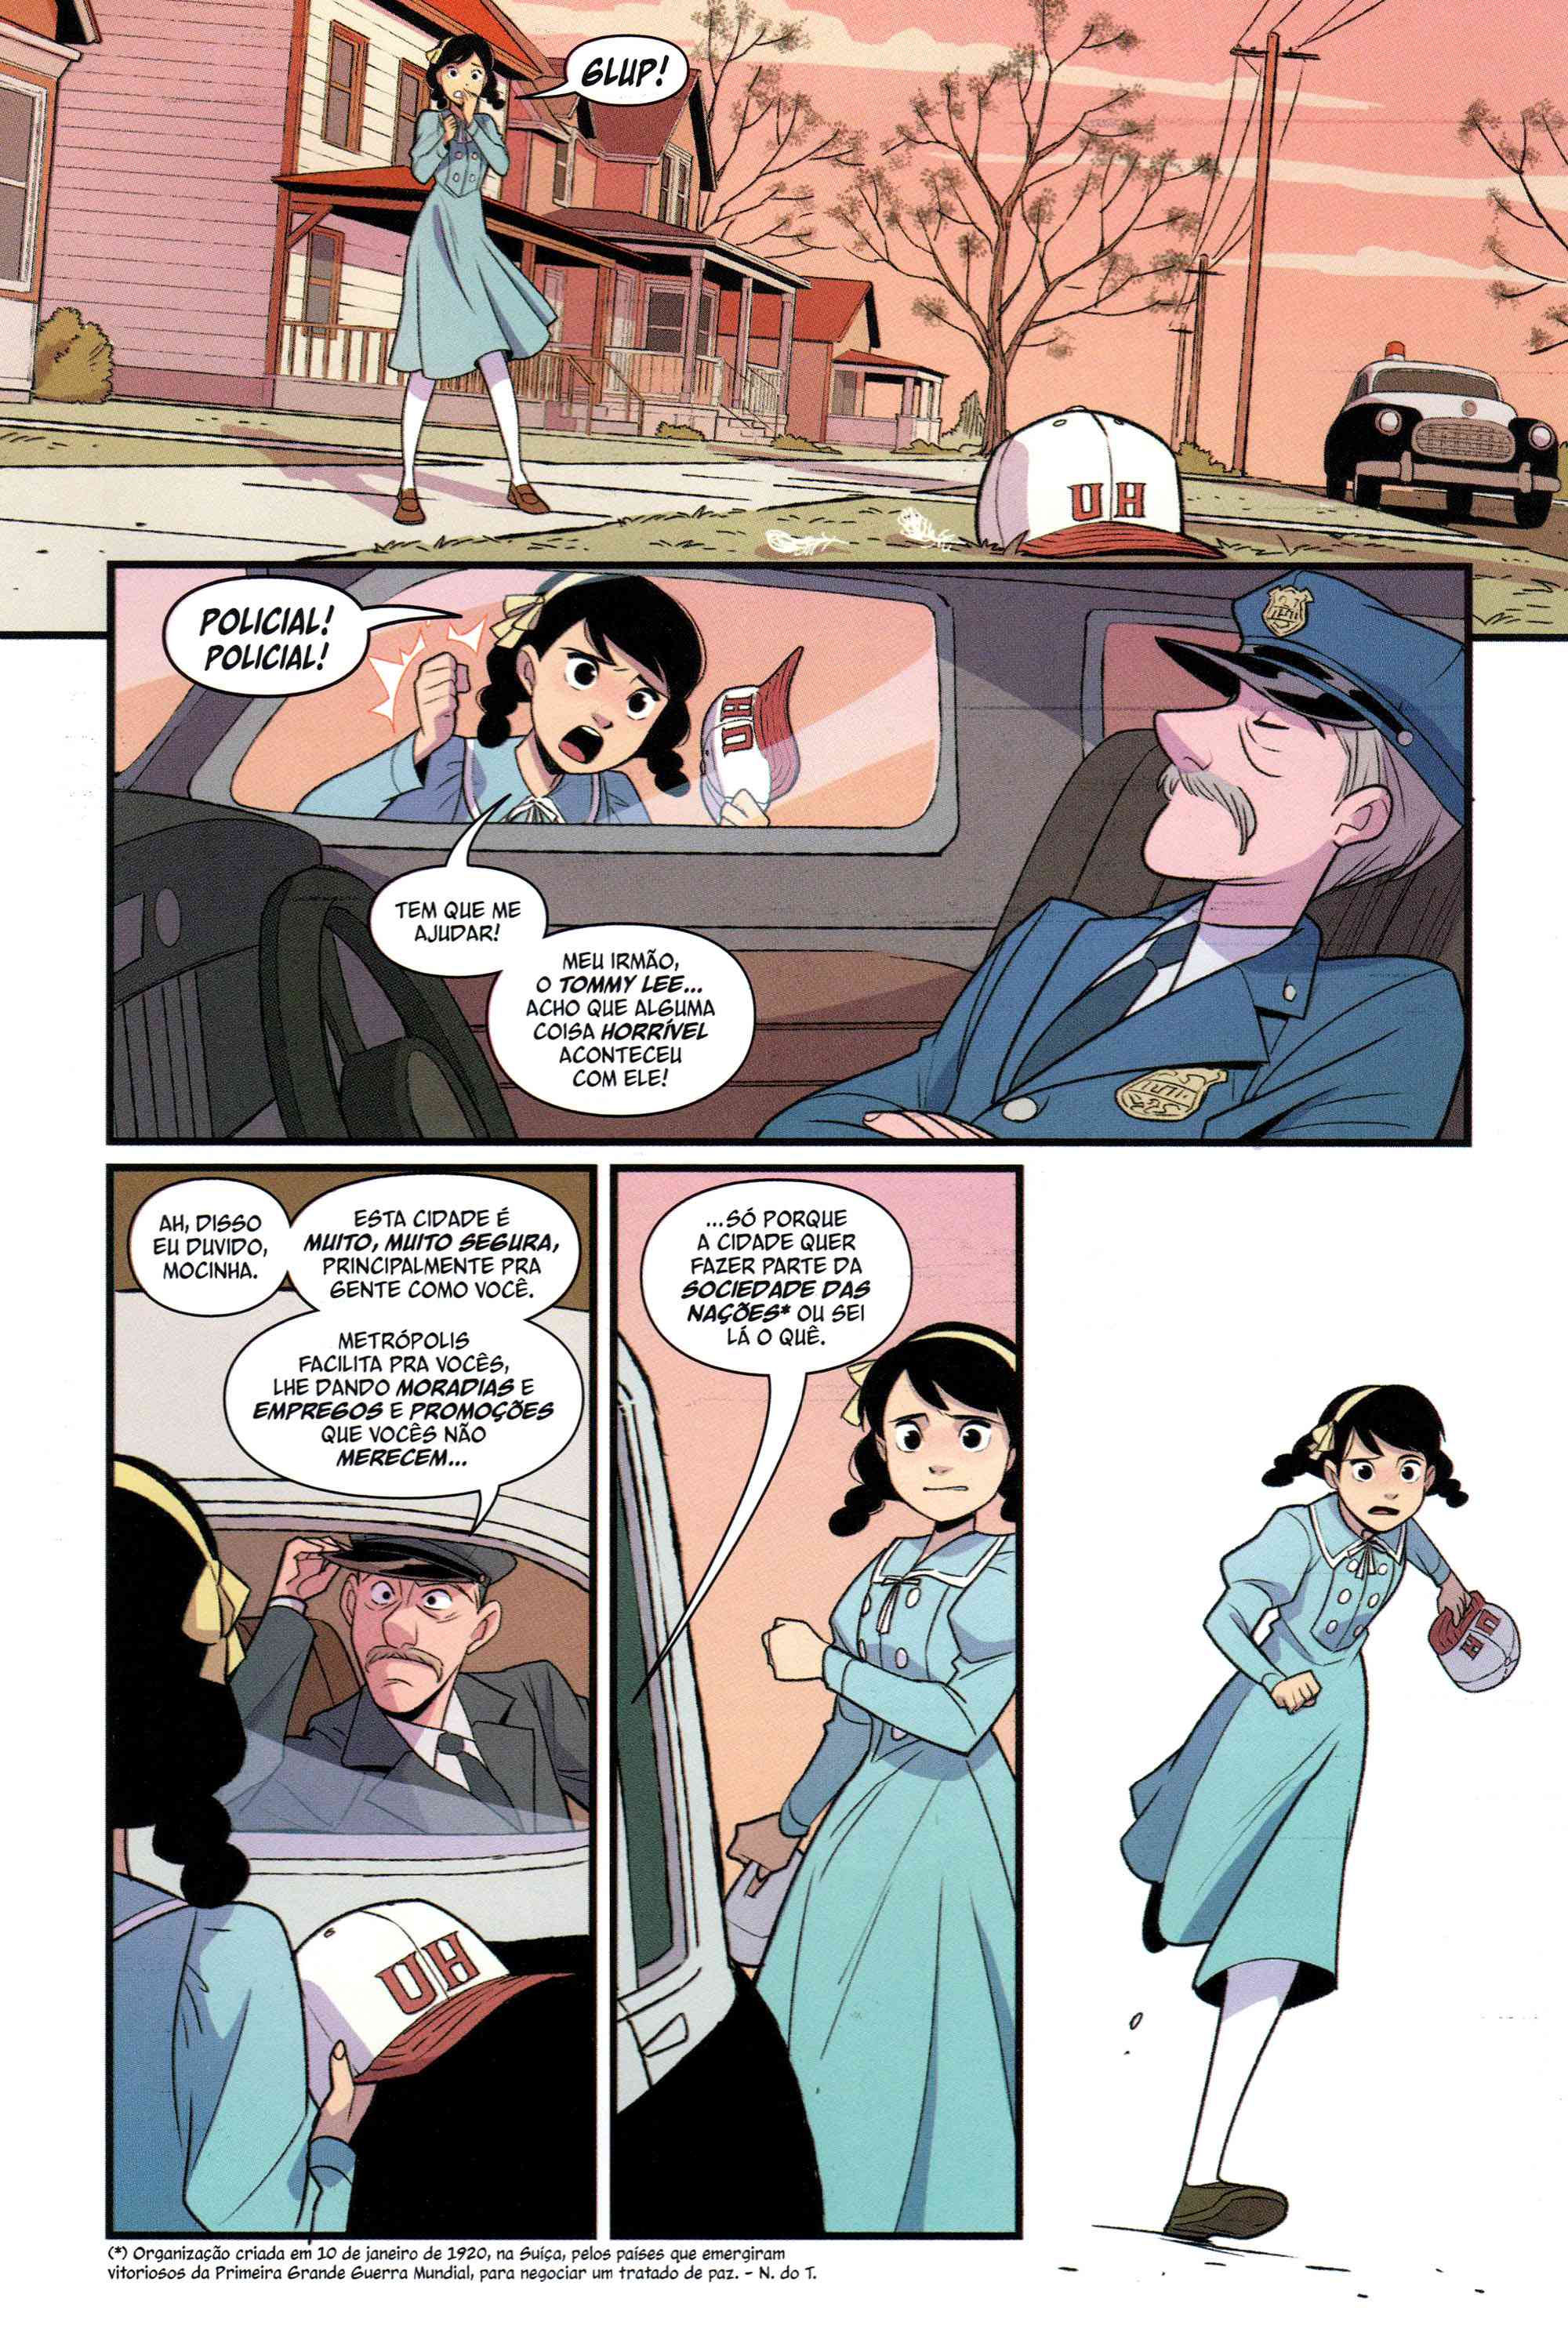 GLUP!
UH
POLICIAL!
POLICIAL!
UH
TEM QUE ME
AJUDAR!
MEU IRMÃO,
O TOMMY LEE...
ACHO QUE ALGUMA
COISA HORRÍVEL
ACONTECEU
COM ELE!
AH, DISSO
EU DUVIDO,
MOCINHA.
ESTA CIDADE É
MUITO, MUITO SEGURA,
PRINCIPALMENTE PRA
GENTE COMO VOCÊ.
METRÓPOLIS
FACILITA PRA VOCÊS,
LHE DANDO MORADIAS E
EMPREGOS E PROMOÇÕES
QUE VOCÊS NÃO
MERECEM...
UH
...SÓ PORQUE
A CIDADE QUER
FAZER PARTE DA
SOCIEDADE DAS
NAÇÕES* OU SEI
LÁ O QUÊ.
UH
(*) Organização criada em 10 de janeiro de 1920, na Suíça, pelos países que emergiram
vitoriosos da Primeira Grande Guerra Mundial, para negociar um tratado de paz. - N. do T.